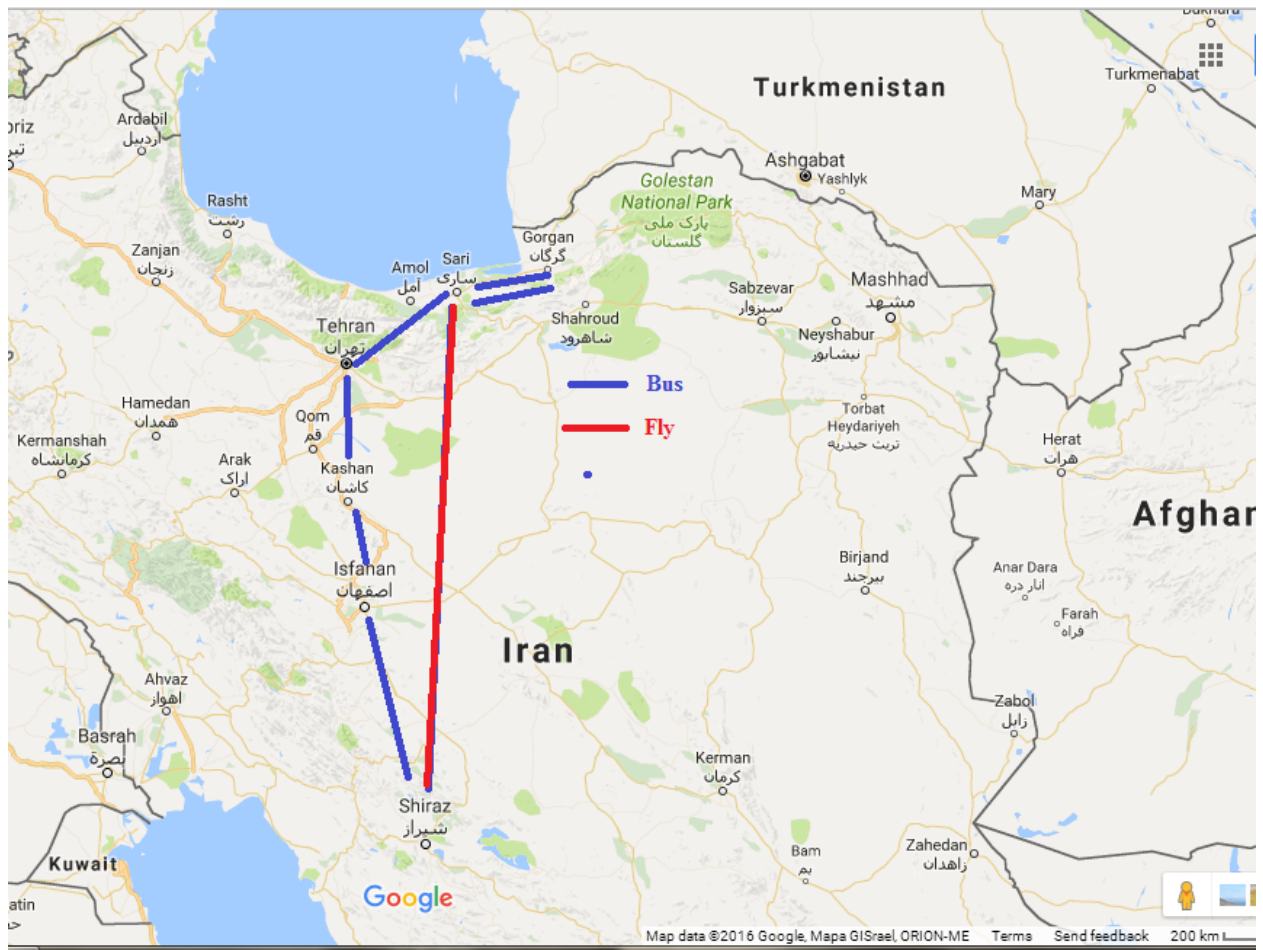 Turkmenistan
Turkmenabat
Ardabil
اردبیل
Ashgabat
Yashlyk
Golestan
National Park
پارک ملی
گلستان
Mary
Rasht
رشت
Gorgan
گرگان
Zanjan
زنجان
Sari
ساری
Amol
آمل
Mashhad
مشهد
Sabzevar
سبزوار
Shahroud
شاهرود
Tehran
تهران
Neyshabur
نیشابور
Bus
Hamedan
همدان
Torbat
Heydariyeh
تربت حیدریه
Qom
قم
Fly
Kermanshah
کرمانشاه
Herat
هرات
Arak
اراک
Kashan
کاشان
Afghar
Birjand
بیرجند
Isfahan
اصفهان
Anar Dara
انار دره
Farah
فراه
Iran
Ahvaz
اهواز
Zabol
زابل
Basrah
بصرة
Kerman
کرمان
Shiraz
شیراز
Bam
بم
Zahedan
زاهدان
Kuwait
Google
Map data ©2016 Google, Mapa GISrael, ORION-ME Terms Send feedback 200 km